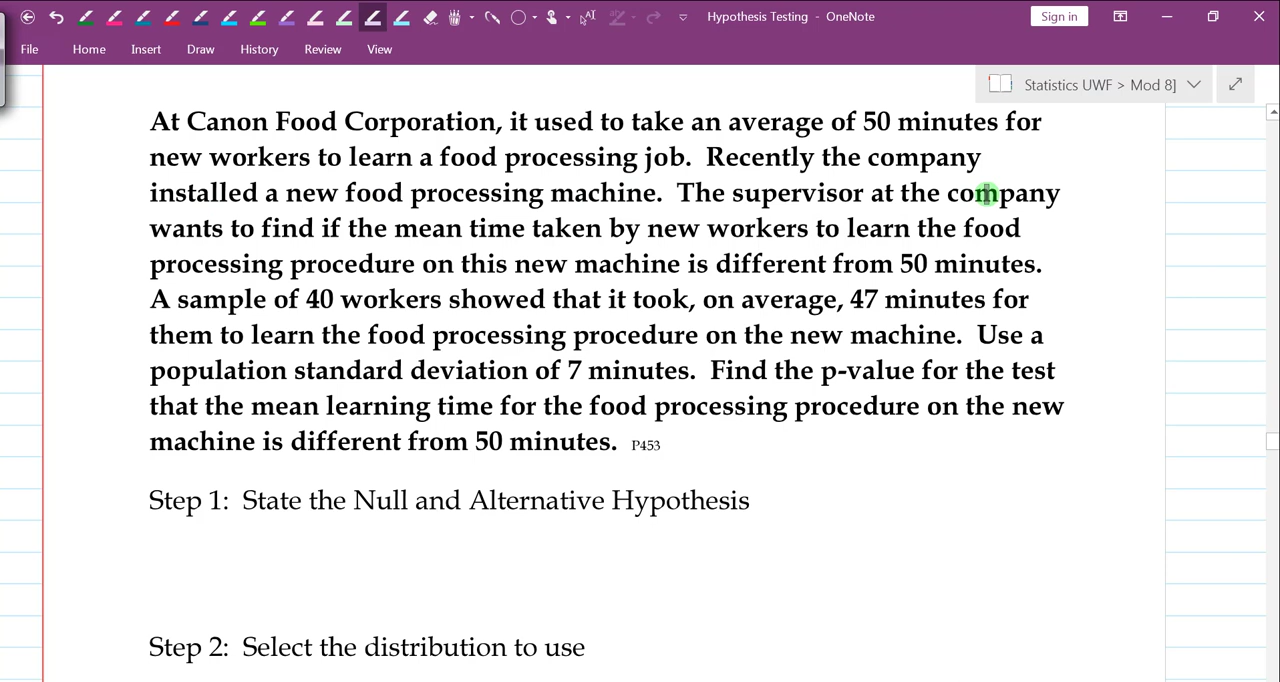 Hypothesis Testing - OneNote
Sign in
File Home Insert Draw History Review View
Statistics UWF > Mod 8]
At Canon Food Corporation, it used to take an average of 50 minutes for
new workers to learn a food processing job. Recently the company
installed a new food processing machine. The supervisor at the company
wants to find if the mean time taken by new workers to learn the food
processing procedure on this new machine is different from 50 minutes.
A sample of 40 workers showed that it took, on average, 47 minutes for
them to learn the food processing procedure on the new machine. Use a
population standard deviation of 7 minutes. Find the p-value for the test
that the mean learning time for the food processing procedure on the new
machine is different from 50 minutes. P453
Step 1: State the Null and Alternative Hypothesis
Step 2: Select the distribution to use